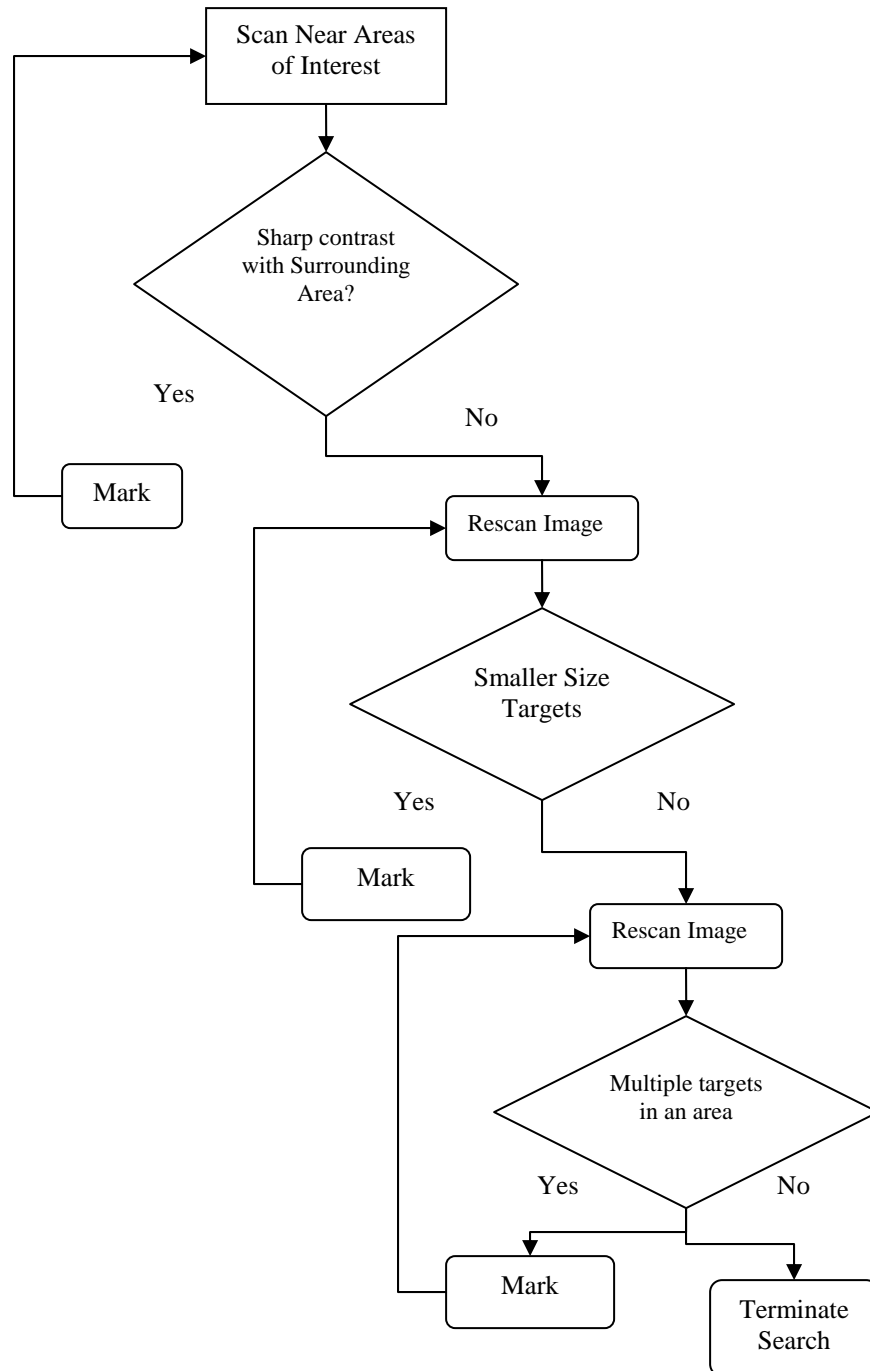 Scan Near Areas
of Interest
Sharp contrast
with Surrounding
Area?
Yes
No
Mark
Rescan Image
Smaller Size
Targets
Yes
No
Mark
Rescan Image
Multiple targets
in an area
Yes
No
Mark
Terminate
Search